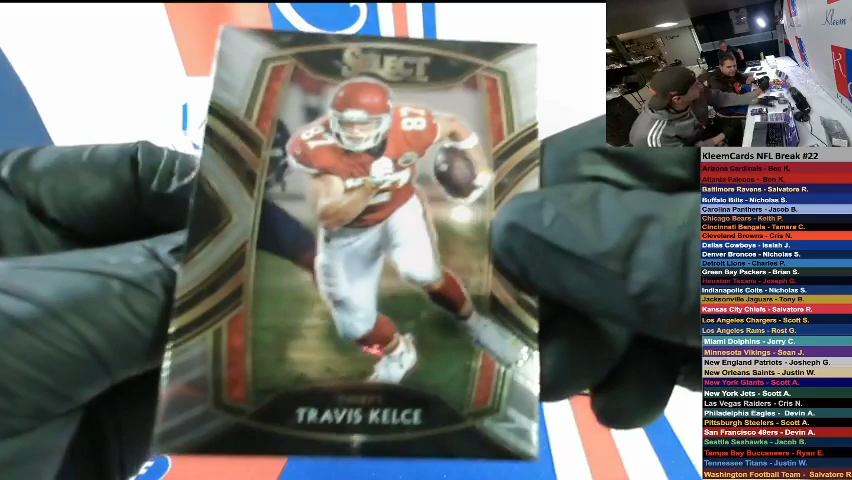 SELECT
87
87
CHIEFS
TRAVIS KELCE
Kleem
KleemCards NFL Break #22
Arizona Cardinals - Ben K.
Atlanta Falcons - Ben K.
Baltimore Ravens - Salvatore R.
Buffalo Bills - Nicholas S.
Carolina Panthers - Jacob B.
Chicago Bears - Keith P.
Cincinnati Bengals - Tamara C.
Cleveland Browns - Cris N.
Dallas Cowboys - Isaiah J.
Denver Broncos - Nicholas S.
Detroit Lions - Charles P.
Green Bay Packers - Brian S.
Houston Texans - Joseph G.
Indianapolis Colts - Nicholas S.
Jacksonville Jaguars - Tony B.
Kansas City Chiefs - Salvatore R.
Los Angeles Chargers - Scott S.
Los Angeles Rams - Rost G.
Miami Dolphins - Jerry C.
Minnesota Vikings - Sean J.
New England Patriots - Josheph G.
New Orleans Saints - Justin W.
New York Giants - Scott A.
New York Jets - Scott A.
Las Vegas Raiders - Cris N.
Philadelphia Eagles - Devin A.
Pittsburg Steelers - Scott A.
San Francisco 49ers - Devin A.
Seattle Seahawks - Jacob B.
Tampa Bay Buccaneers - Ryan E.
Tennessee Titans - Justin W.
Washington Football Team - Salvatore R